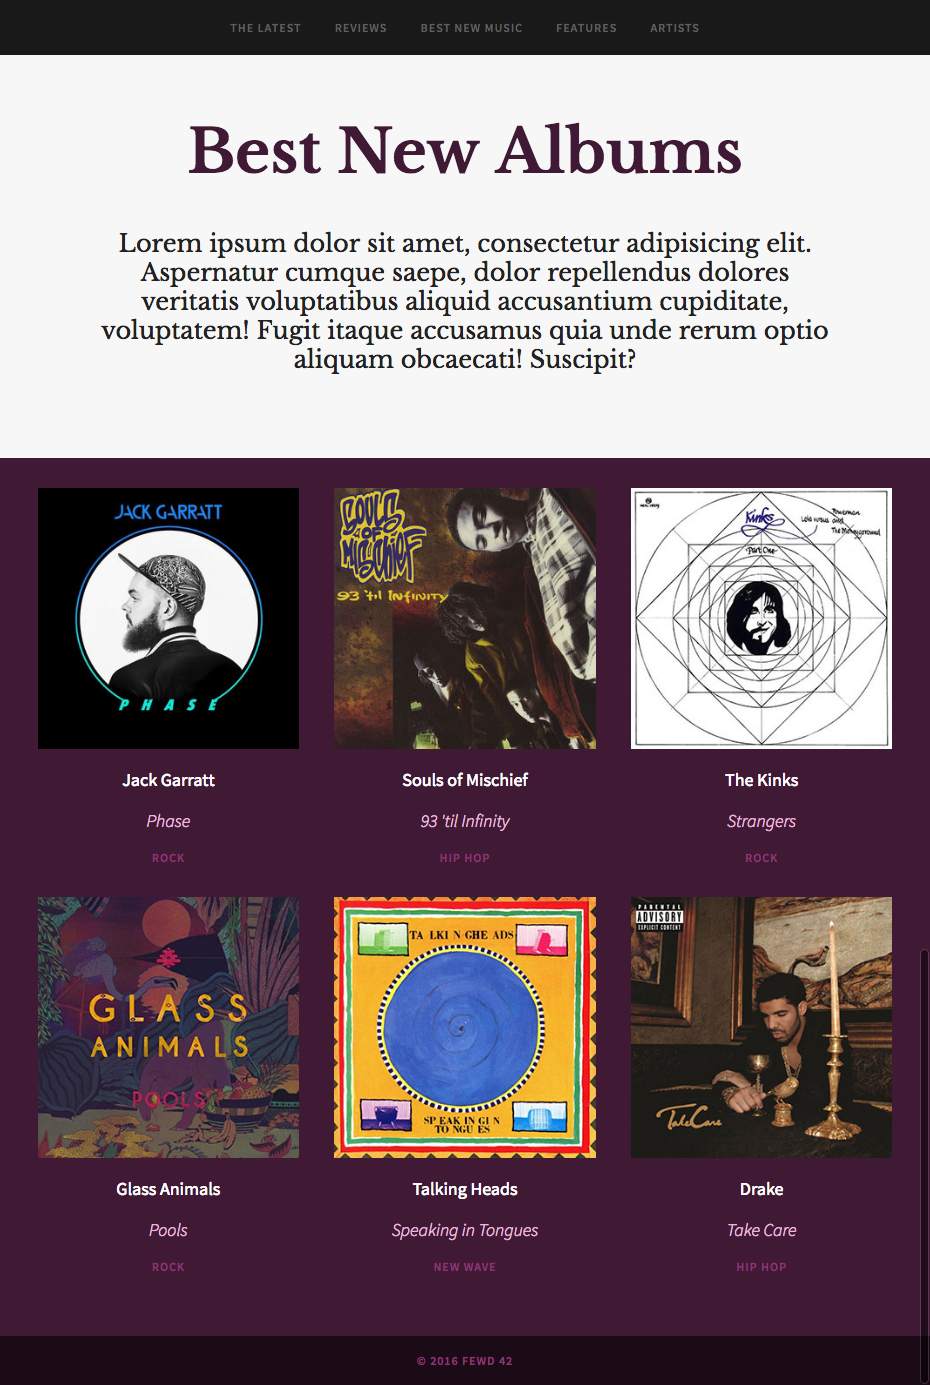 THE LATEST REVIEWS BEST NEW MUSIC FEATURES ARTISTS
Best New Albums
Lorem ipsum dolor sit amet, consectetur adipisicing elit.
Aspernatur cumque saepe, dolor repellendus dolores
veritatis voluptatibus aliquid accusantium cupiditate,
voluptatem! Fugit itaque accusamus quia unde rerum optio
aliquam obcaecati! Suscipit?
JACK GARRATT
PHASE
SOULS
OF
MISCHIEF
93 'til Infinity
Kinks
Lola versus
Powerman
and
The Moneygoround
Part One
Jack Garratt
Phase
ROCK
Souls of Mischief
93 'til Infinity
HIP HOP
The Kinks
Strangers
ROCK
GLASS
ANIMALS
POOLS
TA LKI N GHE ADS
SP EAK IN GI N
TO NGU ES
PARENTAL
ADVISORY
EXPLICIT CONTENT
Take Care
Glass Animals
Pools
ROCK
Talking Heads
Speaking in Tongues
NEW WAVE
Drake
Take Care
HIP HOP
© 2016 FEWD 42